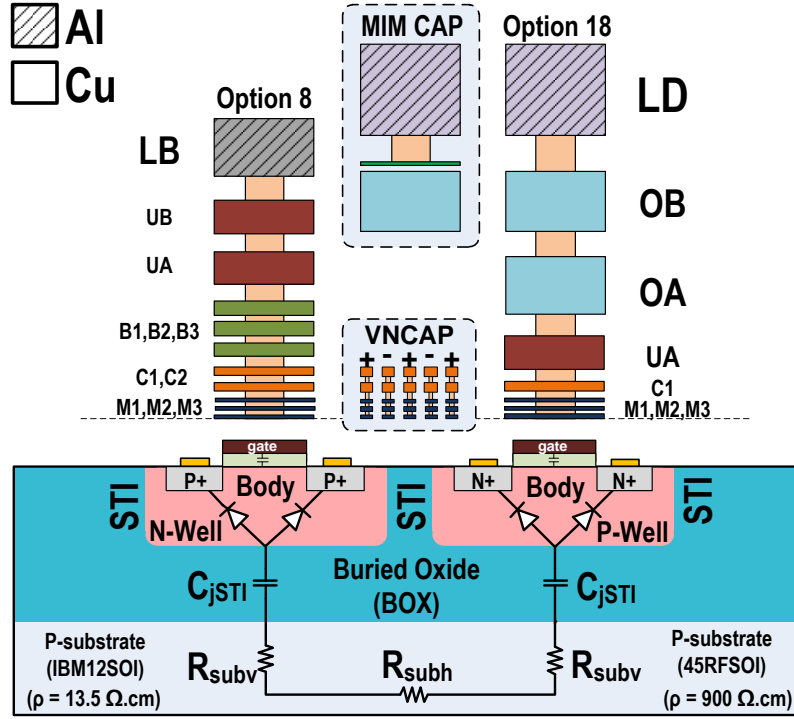 Al
Cu
Option 8
LB
UB
UA
B1,B2,B3
C1,C2
M1,M2,M3
MIM CAP
VNCAP
+ - + - +
Option 18
LD
OB
OA
UA
C1
M1,M2,M3
gate
gate
P+
P+
N+
N+
Body
Body
STI
STI
STI
N-Well
P-Well
CjSTI
CjSTI
Buried Oxide
(BOX)
P-substrate
(IBM12SOI)
(ρ = 13.5 Ω.cm)
Rsubv
Rsubh
Rsubv
P-substrate
(45RFSOI)
(ρ = 900 Ω.cm)